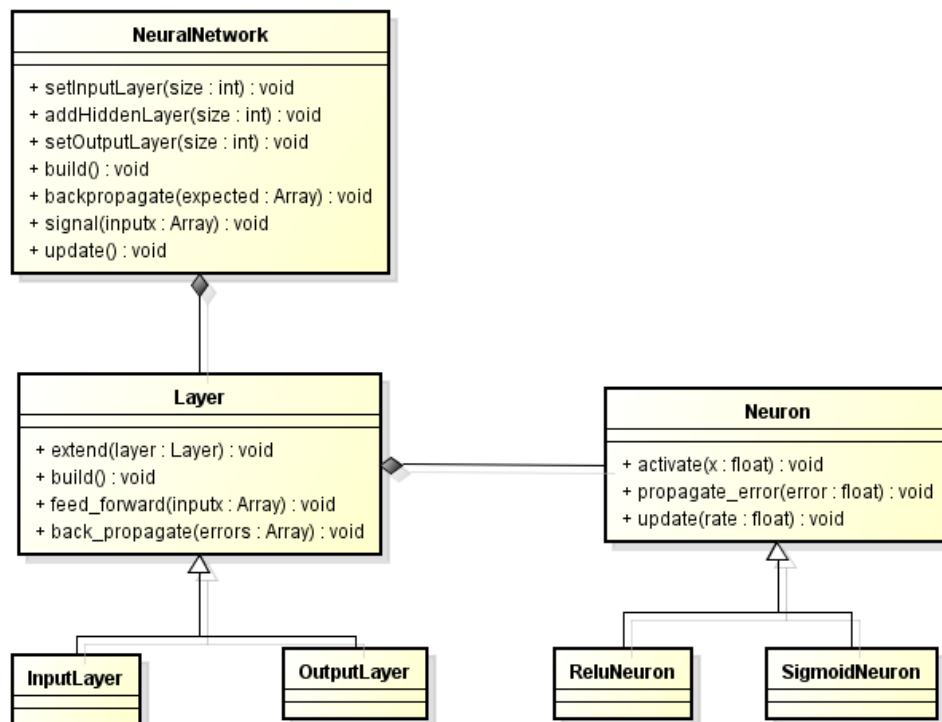 NeuralNetwork
+ setInputLayer(size : int) : void
+ addHiddenLayer(size : int) : void
+ setOutputLayer(size : int) : void
+ build() : void
+ backpropagate(expected : Array) : void
+ signal(inputx : Array) : void
+ update() : void
Layer
+ extend(layer : Layer) : void
+ build() : void
+ feed_forward(inputx : Array) : void
+ back_propagate(errors : Array) : void
Neuron
+ activate(x : float) : void
+ propagate_error(error : float) : void
+ update(rate : float) : void
InputLayer
OutputLayer
ReluNeuron
SigmoidNeuron